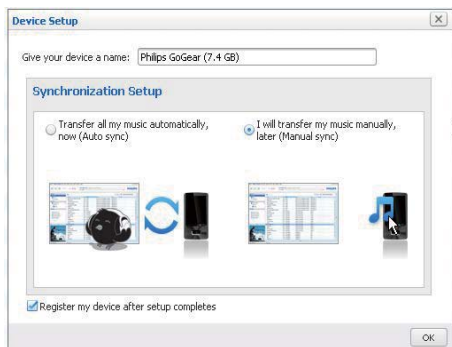 Device Setup
Give your device a name: Philips GoGear (7.4 GB)
Synchronization Setup
Transfer all my music automatically,
now (Auto sync)
I will transfer my music manually,
later (Manual sync)
Register my device after setup completes
OK